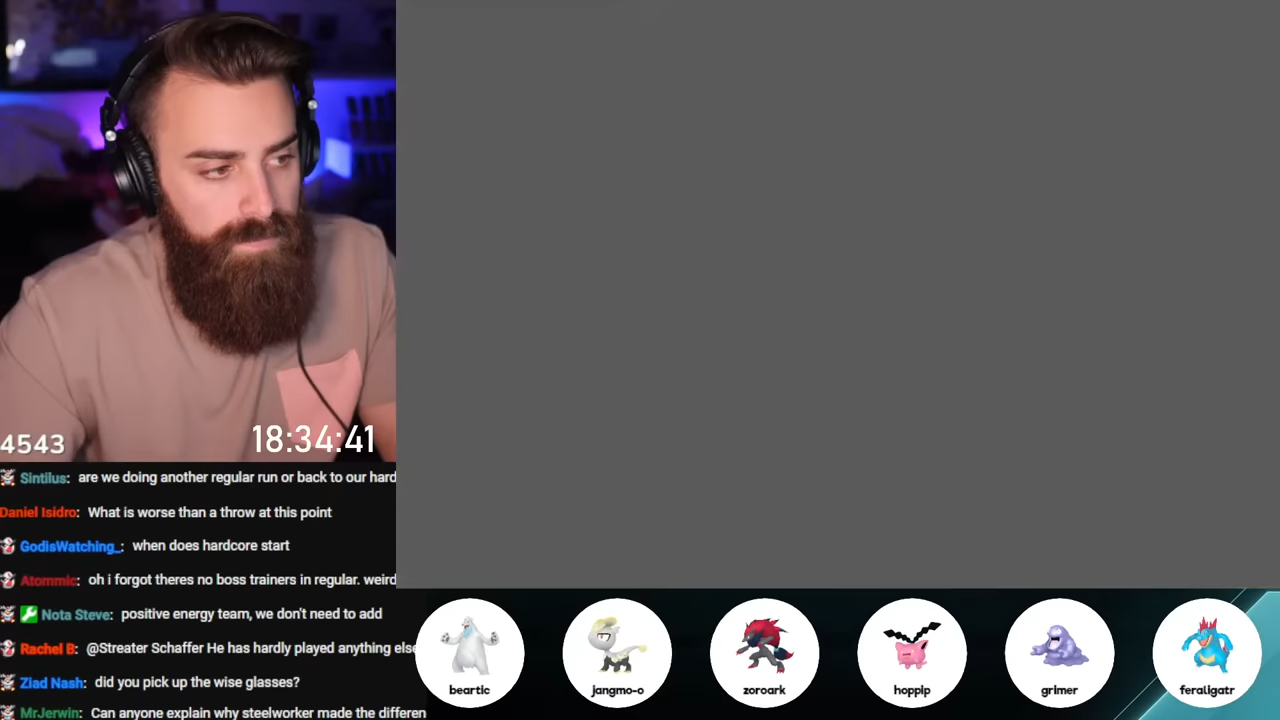 4543
18:34:41
Sintilus: are we doing another regular run or back to our hard
Daniel Isidro: What is worse than a throw at this point
GodisWatching_: when does hardcore start
Atommic: oh i forgot theres no boss trainers in regular. weird
Nota Steve: positive energy team, we don't need to add
Rachel B: @Streater Schaffer He has hardly played anything else
Ziad Nash: did you pick up the wise glasses?
MrJerwin: Can anyone explain why steelworker made the differen
beartic
jangmo-o
zoroark
hoppip
grimer
feraligatr